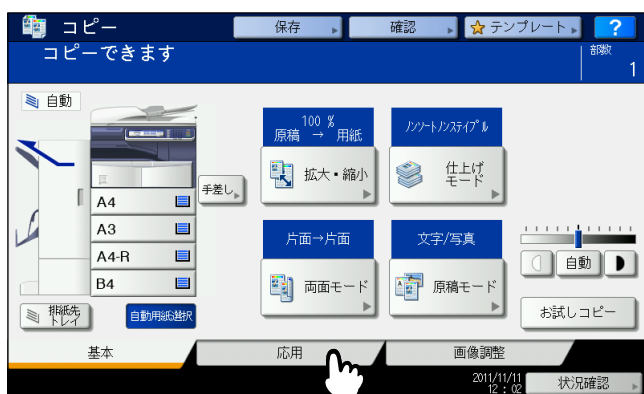 コピー
保存
確認
テンプレート
?
コピーできます
部数
1
自動
100 %
原稿 → 用紙
ノンソートノンステイプル
拡大・縮小
仕上げ
モード
手差し
A4
A3
A4-R
B4
片面→片面
文字/写真
両面モード
原稿モード
自動
排紙先
トレイ
自動用紙選択
お試しコピー
基本
応用
画像調整
2011/11/11
12 : 02
状況確認